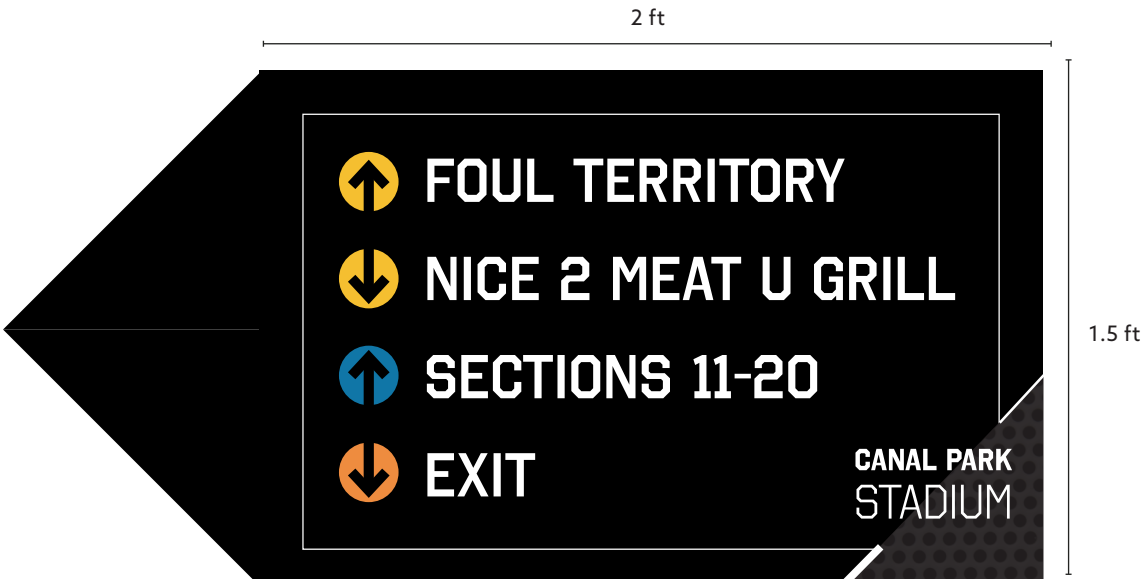 2 ft
FOUL TERRITORY
NICE 2 MEAT U GRILL
SECTIONS 11-20
EXIT
1.5 ft
CANAL PARK
STADIUM